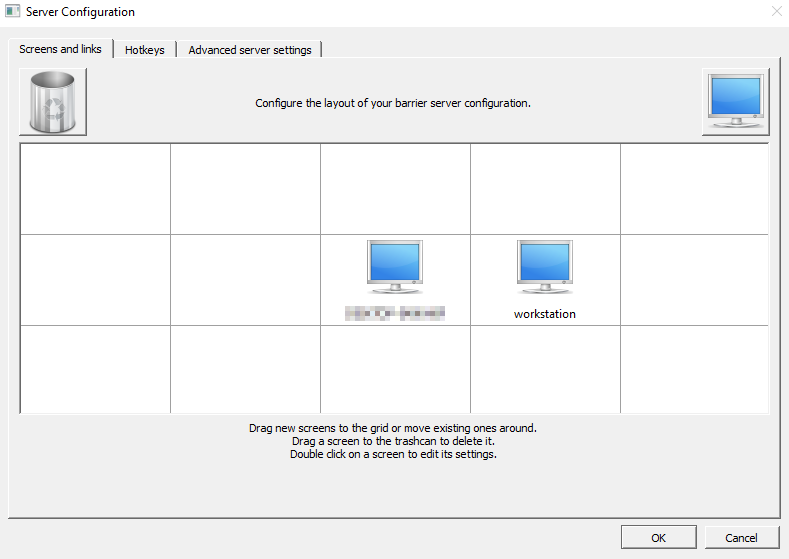 Server Configuration
Screens and links
Hotkeys
Advanced server settings
Configure the layout of your barrier server configuration.
workstation
Drag new screens to the grid or move existing ones around.
Drag a screen to the trashcan to delete it.
Double click on a screen to edit its settings.
OK
Cancel